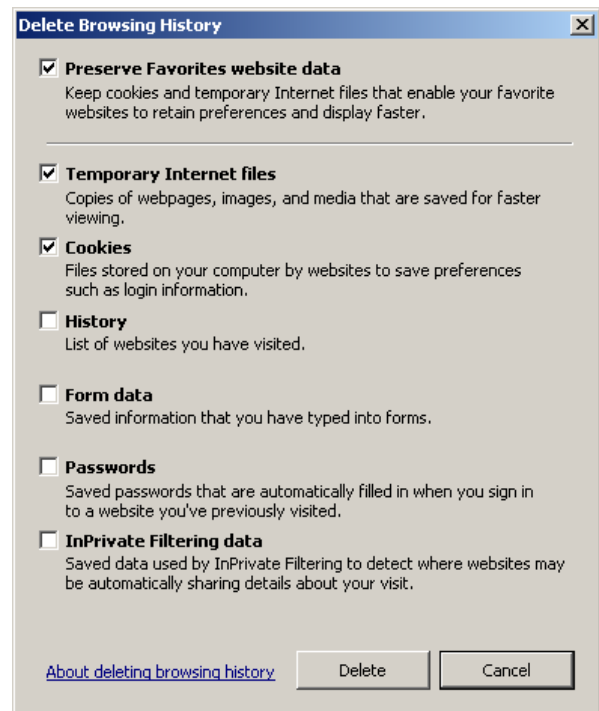 Delete Browsing History
Preserve Favorites website data
Keep cookies and temporary Internet files that enable your favorite
websites to retain preferences and display faster.
Temporary Internet files
Copies of webpages, images, and media that are saved for faster
viewing.
Cookies
Files stored on your computer by websites to save preferences
such as login information.
History
List of websites you have visited.
Form data
Saved information that you have typed into forms.
Passwords
Saved passwords that are automatically filled in when you sign in
to a website you've previously visited.
InPrivate Filtering data
Saved data used by InPrivate Filtering to detect where websites may
be automatically sharing details about your visit.
About deleting browsing history
Delete
Cancel